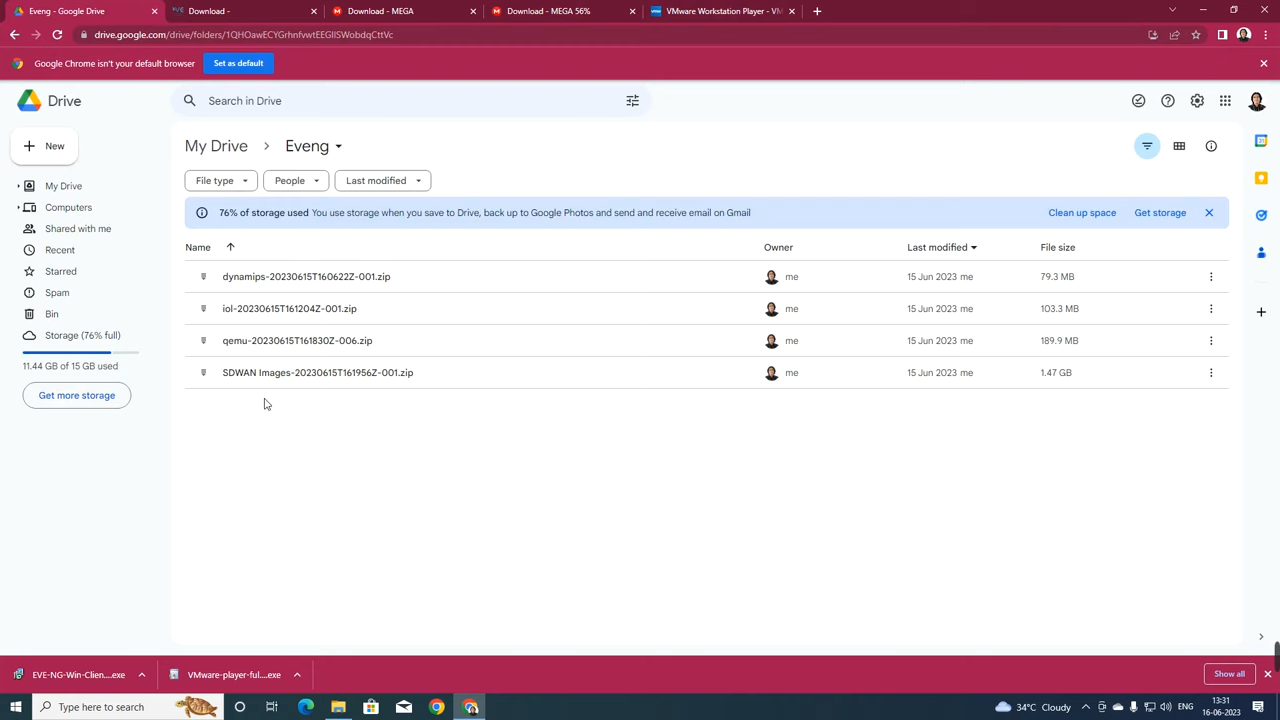 Eveng - Google Drive
Download -
Download - MEGA
Download - MEGA 56%
VMware Workstation Player - VM
drive.google.com/drive/folders/1QHOawECYGrhnfvwtEEGlISWobdqCttVc
Google Chrome isn't your default browser
Set as default
Drive
Search in Drive
New
My Drive
Eveng
File type
People
Last modified
My Drive
Computers
Shared with me
Recent
Starred
Spam
Bin
Storage (76% full)
11.44 GB of 15 GB used
Get more storage
76% of storage used You use storage when you save to Drive, back up to Google Photos and send and receive email on Gmail
Clean up space
Get storage
Name Owner Last modified File size
dynamips-20230615T160622Z-001.zip me 15 Jun 2023 me 79.3 MB
iol-20230615T161204Z-001.zip me 15 Jun 2023 me 103.3 MB
qemu-20230615T161830Z-006.zip me 15 Jun 2023 me 189.9 MB
SDWAN Images-20230615T161956Z-001.zip me 15 Jun 2023 me 1.47 GB
EVE-NG-Win-Clien....exe
VMware-player-ful....exe
Show all
Type here to search
34°C Cloudy
ENG
13:31
16-06-2023